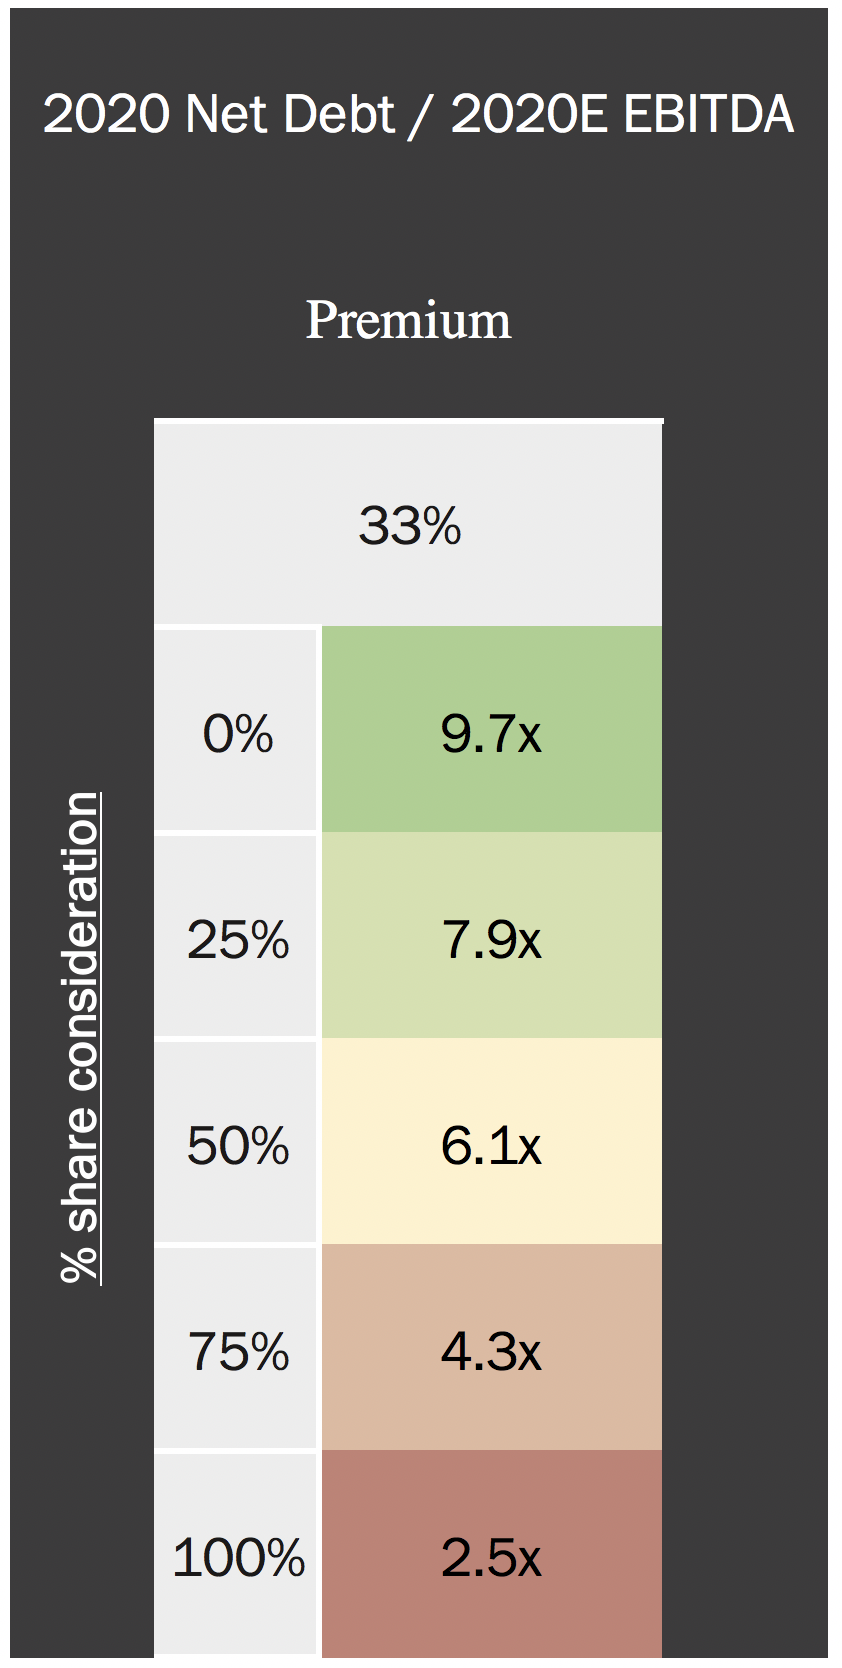 2020 Net Debt / 2020E EBITDA
Premium
33%
% share consideration
0% 9.7x
25% 7.9x
50% 6.1x
75% 4.3x
100% 2.5x